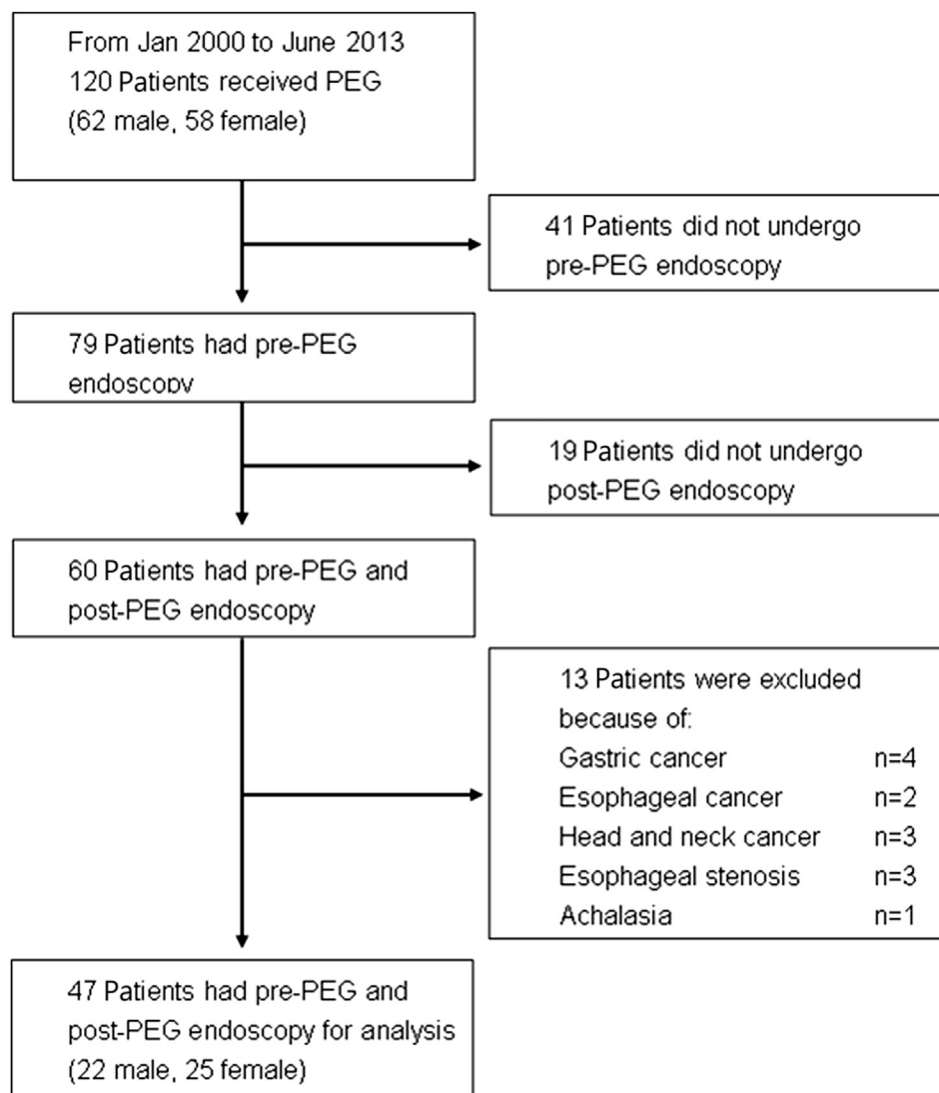 From Jan 2000 to June 2013
120 Patients received PEG
(62 male, 58 female)
41 Patients did not undergo
pre-PEG endoscopy
79 Patients had pre-PEG
endoscopy
19 Patients did not undergo
post-PEG endoscopy
60 Patients had pre-PEG and
post-PEG endoscopy
13 Patients were excluded
because of:
Gastric cancer n=4
Esophageal cancer n=2
Head and neck cancer n=3
Esophageal stenosis n=3
Achalasia n=1
47 Patients had pre-PEG and
post-PEG endoscopy for analysis
(22 male, 25 female)